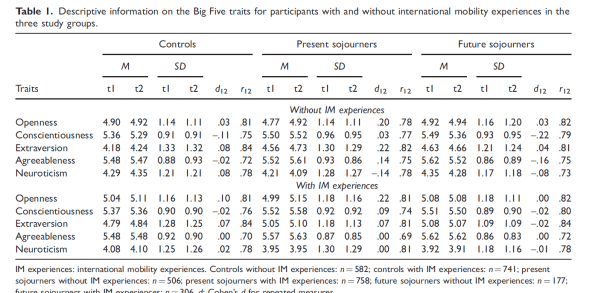 Table 1. Descriptive information on the Big Five traits for participants with and without international mobility experiences in the
three study groups.
Controls Present sojourners Future sojourners
M SD M SD M SD
Traits t1 t2 t1 t2 d12 r12 t1 t2 t1 t2 d12 r12 t1 t2 t1 t2 d12 r12
Without IM experiences
Openness 4.90 4.92 1.14 1.11 .03 .81 4.77 4.92 1.14 1.11 .20 .78 4.92 4.94 1.16 1.20 .03 .82
Conscientiousness 5.36 5.29 0.91 0.91 –.11 .75 5.50 5.52 0.96 0.95 .03 .77 5.49 5.36 0.93 0.95 –.22 .79
Extraversion 4.18 4.24 1.33 1.32 .08 .84 4.56 4.73 1.30 1.29 .22 .82 4.63 4.66 1.21 1.24 .04 .81
Agreeableness 5.48 5.47 0.88 0.93 –.02 .72 5.52 5.61 0.93 0.86 .14 .75 5.62 5.52 0.86 0.89 –.16 .75
Neuroticism 4.29 4.35 1.21 1.21 .08 .78 4.21 4.09 1.28 1.27 –.14 .78 4.35 4.28 1.17 1.18 –.08 .73
With IM experiences
Openness 5.04 5.11 1.16 1.13 .10 .81 4.99 5.15 1.18 1.16 .22 .81 5.08 5.08 1.18 1.11 .00 .82
Conscientiousness 5.37 5.36 0.90 0.90 –.02 .76 5.52 5.58 0.92 0.92 .09 .74 5.51 5.50 0.89 0.90 –.02 .80
Extraversion 4.79 4.84 1.28 1.25 .07 .84 5.05 5.10 1.18 1.13 .07 .81 5.08 5.07 1.09 1.09 –.02 .84
Agreeableness 5.48 5.48 0.92 0.90 .00 .70 5.57 5.63 0.87 0.85 .00 .69 5.62 5.62 0.86 0.83 .00 .72
Neuroticism 4.08 4.10 1.25 1.26 .02 .78 3.95 3.95 1.30 1.29 .00 .81 3.92 3.91 1.18 1.16 –.01 .78
IM experiences: international mobility experiences. Controls without IM experiences: n = 582; controls with IM experiences: n = 741; present
sojourners without IM experiences: n = 506; present sojourners with IM experiences: n = 758; future sojourners without IM experiences: n = 177;
future sojourners with IM experiences: n = 306. d: Cohen's d for repeated measures.